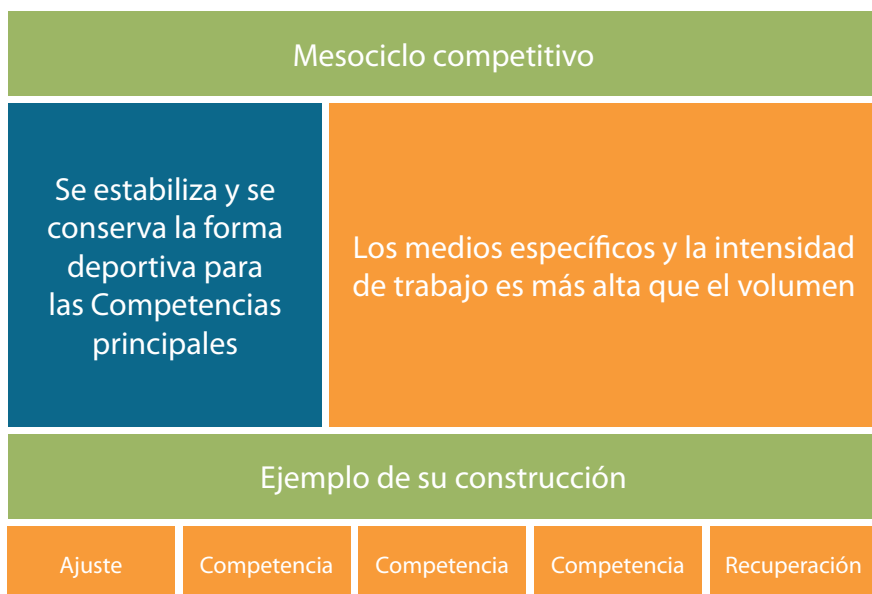 Mesociclo competitivo
Se estabiliza y se
conserva la forma
deportiva para
las Competencias
principales
Los medios específicos y la intensidad
de trabajo es más alta que el volumen
Ejemplo de su construcción
Ajuste
Competencia
Competencia
Competencia
Recuperación